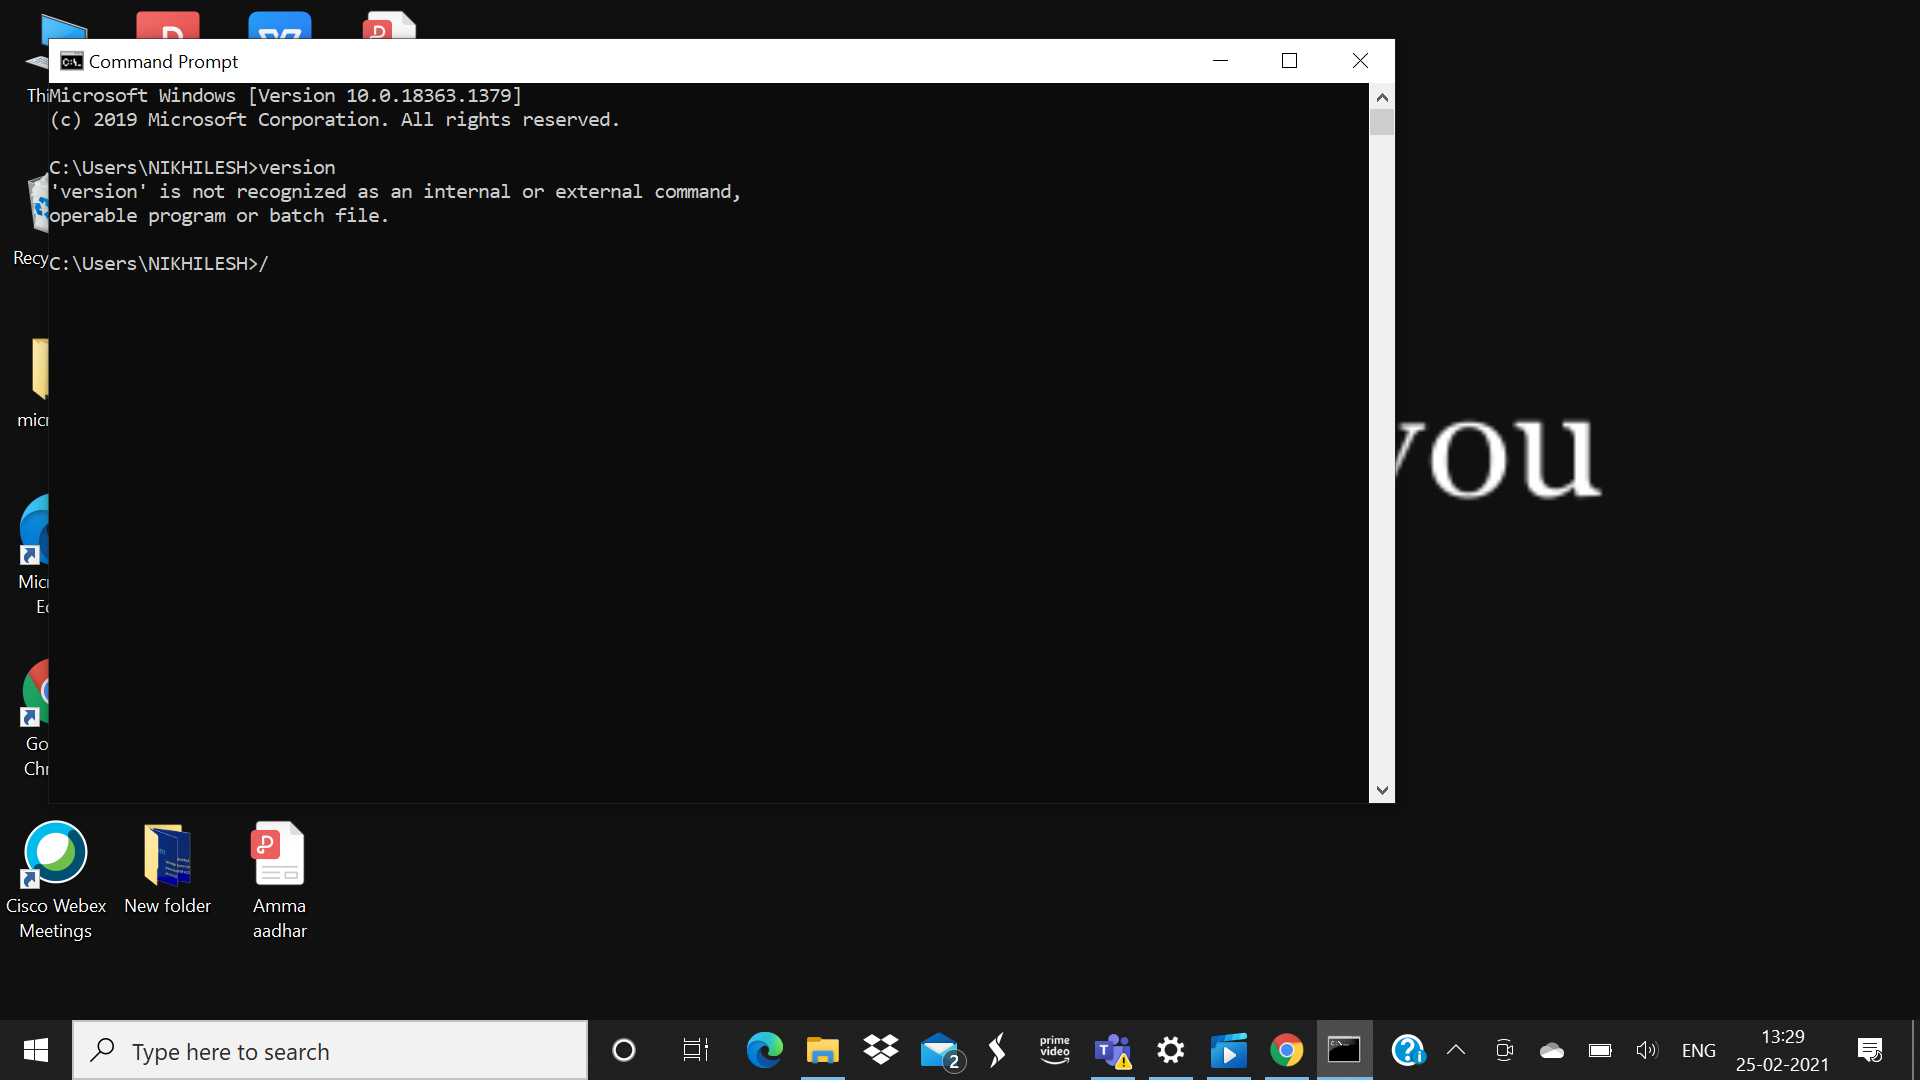 Command Prompt
Thi
Microsoft Windows [Version 10.0.18363.1379]
(c) 2019 Microsoft Corporation. All rights reserved.
C:\Users\NIKHILESH>version
'version' is not recognized as an internal or external command,
operable program or batch file.
C:\Users\NIKHILESH>/
Recy
micr
Micr
Ed
Go
Chr
you
Cisco Webex
Meetings
New folder
Amma
aadhar
Type here to search
2
prime
video
T
ENG
13:29
25-02-2021